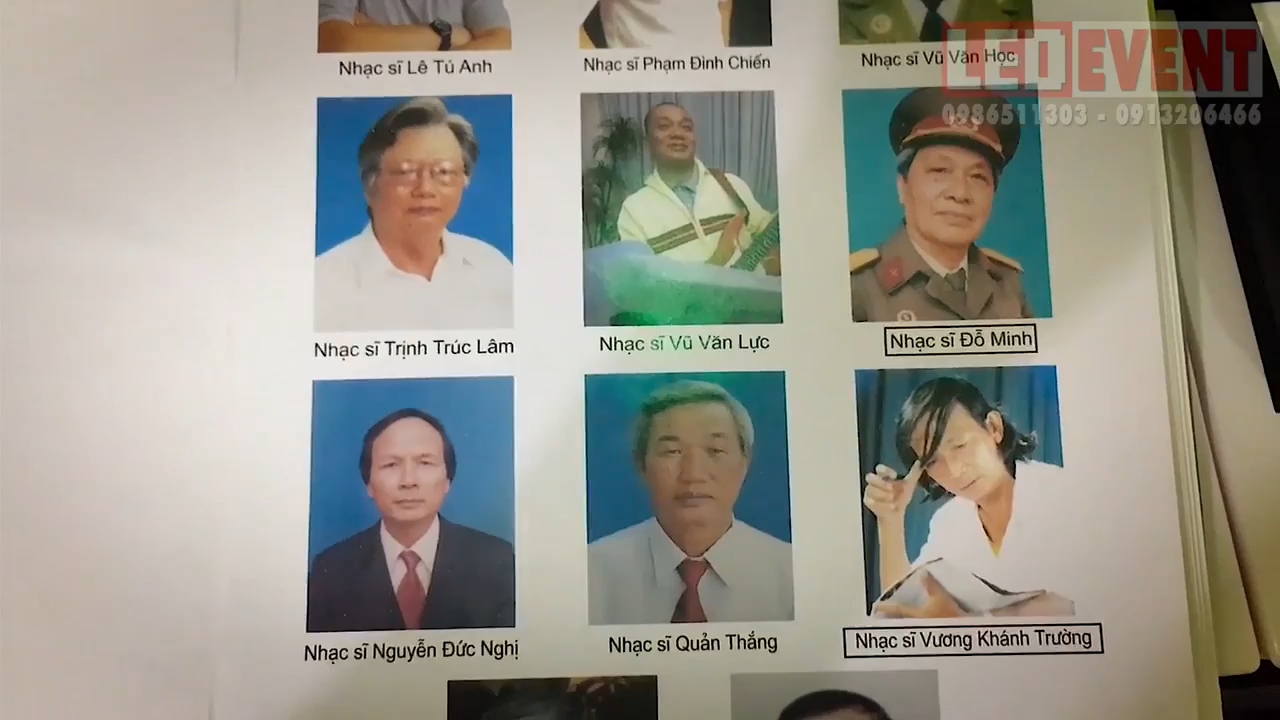 LEDEVENT
0986511303 - 0913206466
Nhạc sĩ Lê Tú Anh
Nhạc sĩ Phạm Đình Chiến
Nhạc sĩ Vũ Văn Học
Nhạc sĩ Trịnh Trúc Lâm
Nhạc sĩ Vũ Văn Lực
Nhạc sĩ Đỗ Minh
Nhạc sĩ Nguyễn Đức Nghị
Nhạc sĩ Quản Thắng
Nhạc sĩ Vương Khánh Trường